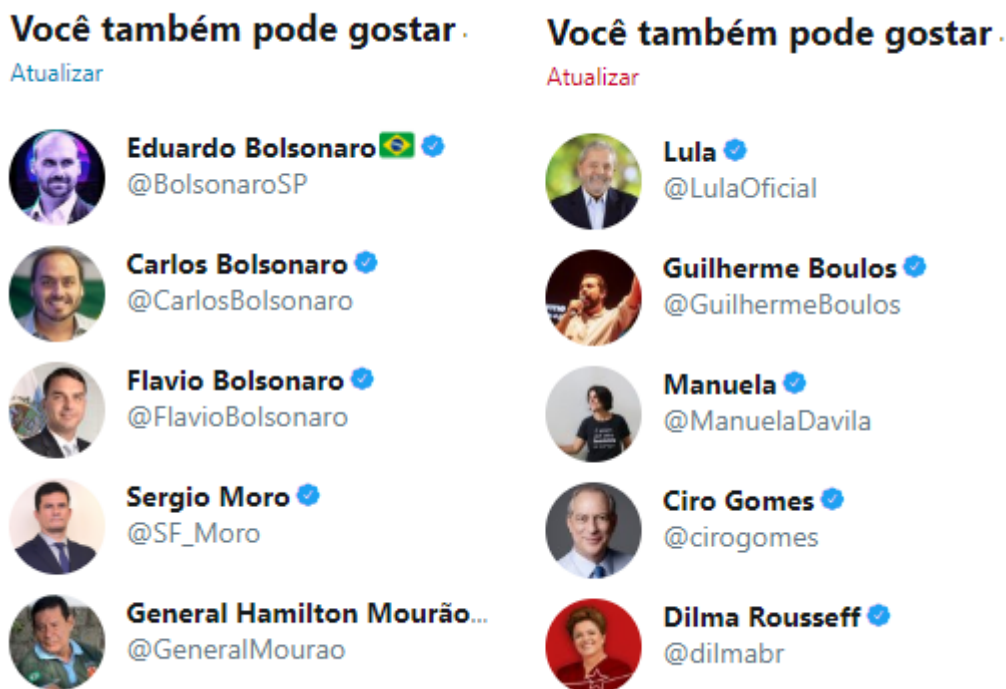 Você também pode gostar ·
Atualizar
Eduardo Bolsonaro
@BolsonaroSP
Carlos Bolsonaro
@CarlosBolsonaro
Flavio Bolsonaro
@FlavioBolsonaro
Sergio Moro
@SF_Moro
General Hamilton Mourão...
@GeneralMourao
Você também pode gostar ·
Atualizar
Lula
@LulaOficial
Guilherme Boulos
@GuilhermeBoulos
Manuela
@ManuelaDavila
Ciro Gomes
@cirogomes
Dilma Rousseff
@dilmabr